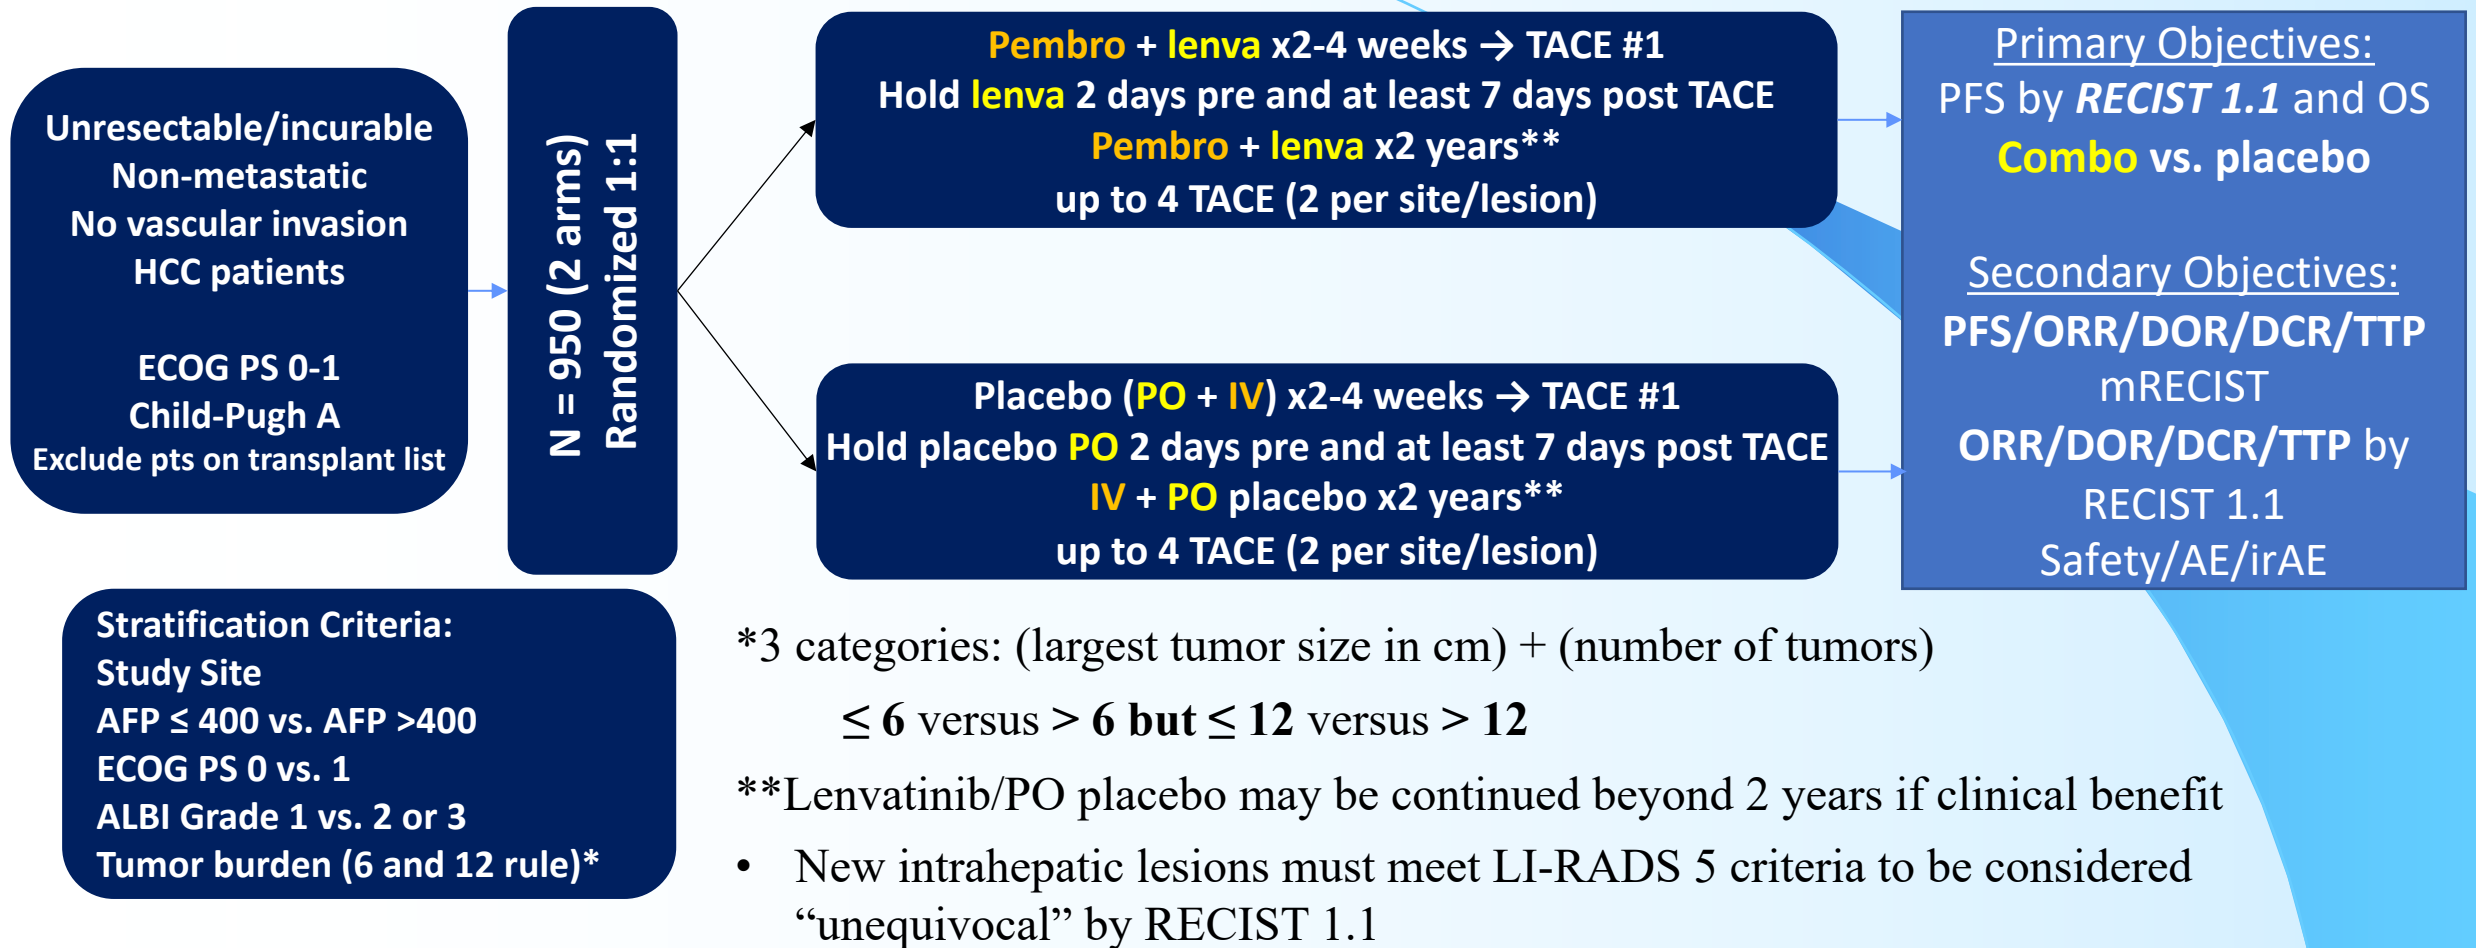 Unresectable/incurable
Non-metastatic
No vascular invasion
HCC patients
ECOG PS 0-1
Child-Pugh A
Exclude pts on transplant list
N = 950 (2 arms)
Randomized 1:1
Pembro + lenva x2-4 weeks → TACE #1
Hold lenva 2 days pre and at least 7 days post TACE
Pembro + lenva x2 years**
up to 4 TACE (2 per site/lesion)
Placebo (PO + IV) x2-4 weeks → TACE #1
Hold placebo PO 2 days pre and at least 7 days post TACE
IV + PO placebo x2 years**
up to 4 TACE (2 per site/lesion)
Primary Objectives:
PFS by RECIST 1.1 and OS
Combo vs. placebo
Secondary Objectives:
PFS/ORR/DOR/DCR/TTP
mRECIST
ORR/DOR/DCR/TTP by
RECIST 1.1
Safety/AE/irAE
Stratification Criteria:
Study Site
AFP ≤ 400 vs. AFP >400
ECOG PS 0 vs. 1
ALBI Grade 1 vs. 2 or 3
Tumor burden (6 and 12 rule)*
*3 categories: (largest tumor size in cm) + (number of tumors)
≤ 6 versus > 6 but ≤ 12 versus > 12
**Lenvatinib/PO placebo may be continued beyond 2 years if clinical benefit
• New intrahepatic lesions must meet LI-RADS 5 criteria to be considered
“unequivocal” by RECIST 1.1